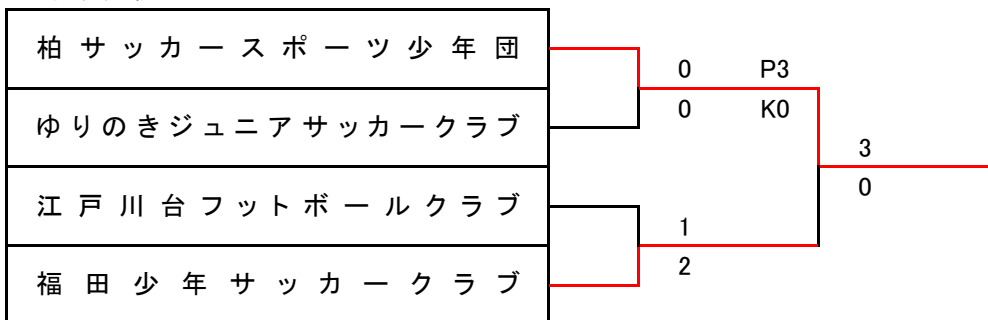 柏サッカースポーツ少年団
0 P3
ゆりのきジュニアサッカークラブ
0 K0
3
0
江戸川台フットボールクラブ
1
2
福田少年サッカークラブ